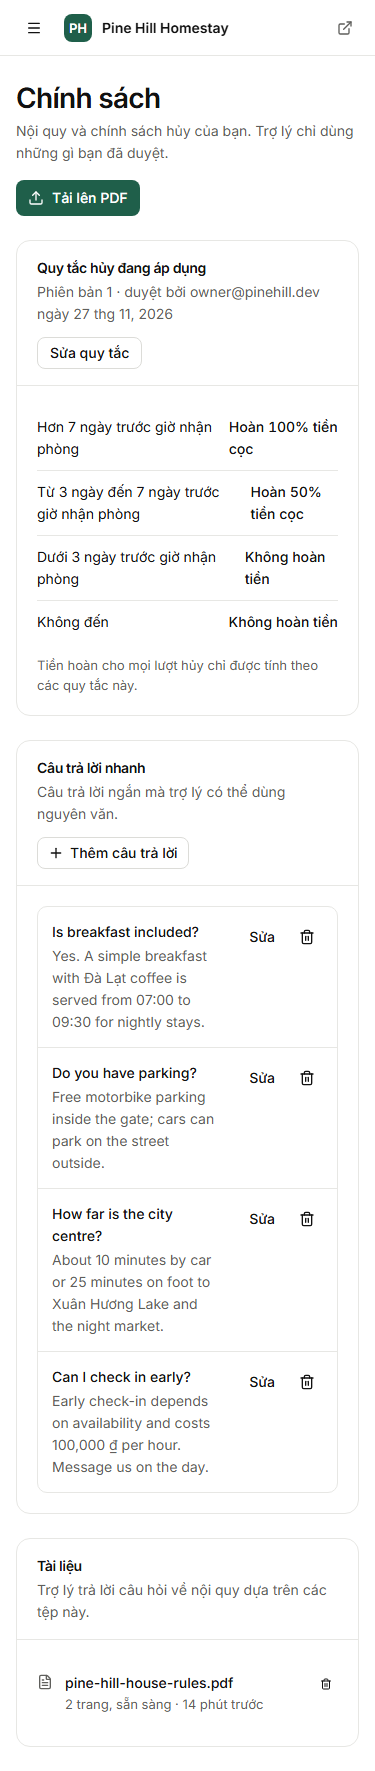 PH Pine Hill Homestay
Chính sách
Nội quy và chính sách hủy của bạn. Trợ lý chỉ dùng
những gì bạn đã duyệt.
Tải lên PDF
Quy tắc hủy đang áp dụng
Phiên bản 1 · duyệt bởi owner@pinehill.dev
ngày 27 thg 11, 2026
Sửa quy tắc
Hơn 7 ngày trước giờ nhận
phòng
Hoàn 100% tiền
cọc
Từ 3 ngày đến 7 ngày trước
giờ nhận phòng
Hoàn 50%
tiền cọc
Dưới 3 ngày trước giờ nhận
phòng
Không hoàn
tiền
Không đến
Không hoàn tiền
Tiền hoàn cho mọi lượt hủy chỉ được tính theo
các quy tắc này.
Câu trả lời nhanh
Câu trả lời ngắn mà trợ lý có thể dùng
nguyên văn.
Thêm câu trả lời
Is breakfast included?
Sửa
Yes. A simple breakfast
with Đà Lạt coffee is
served from 07:00 to
09:30 for nightly stays.
Do you have parking?
Sửa
Free motorbike parking
inside the gate; cars can
park on the street
outside.
How far is the city
centre?
Sửa
About 10 minutes by car
or 25 minutes on foot to
Xuân Hương Lake and
the night market.
Can I check in early?
Sửa
Early check-in depends
on availability and costs
100,000 ₫ per hour.
Message us on the day.
Tài liệu
Trợ lý trả lời câu hỏi về nội quy dựa trên các
tệp này.
pine-hill-house-rules.pdf
2 trang, sẵn sàng · 14 phút trước